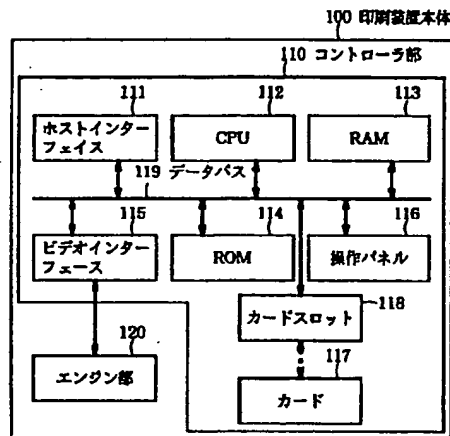 100 印刷装置本体
110 コントローラ部
111
112
113
ホストインター
フェイス
CPU
RAM
119 データバス
115
114
116
ビデオインター
フェース
ROM
操作パネル
118
カードスロット
120
117
エンジン部
カード